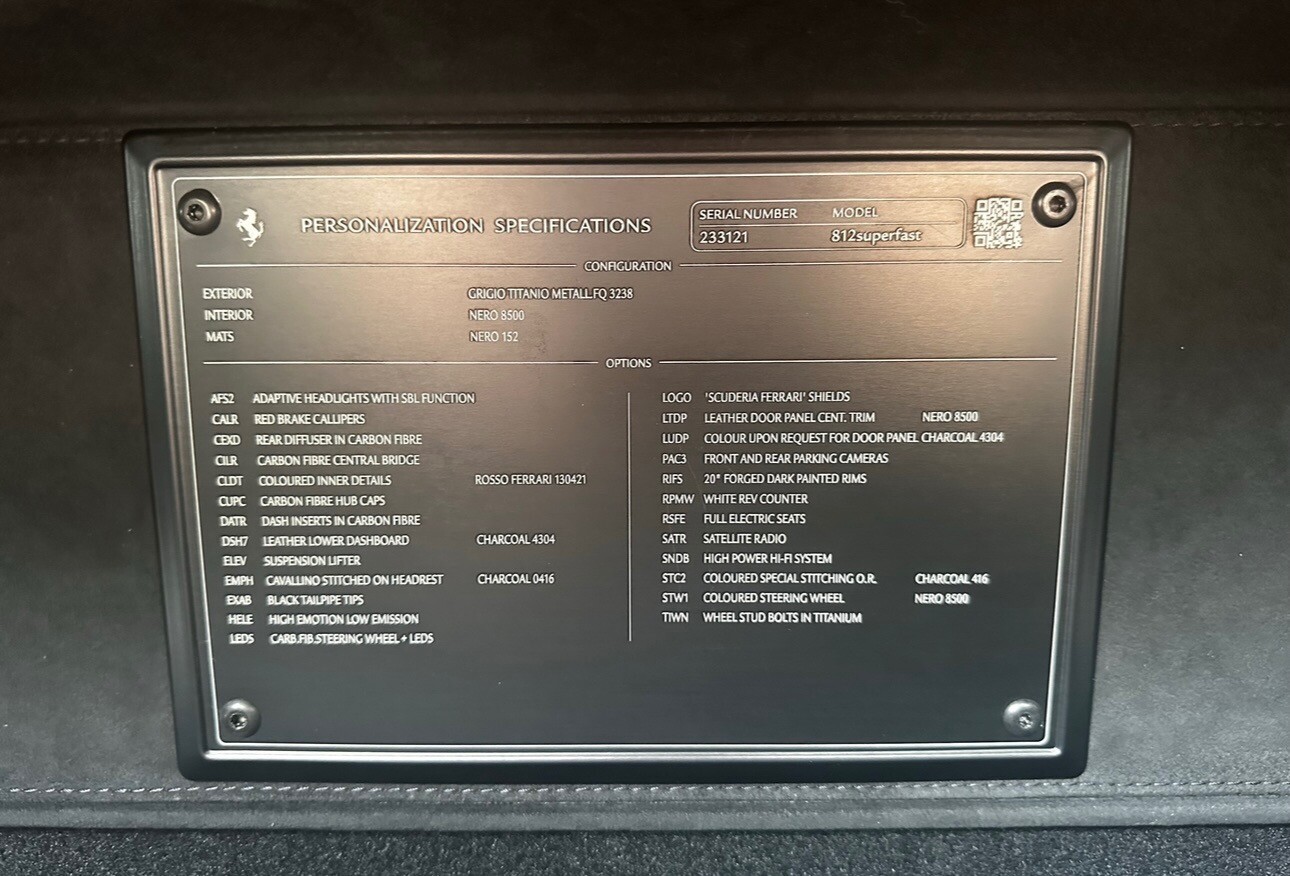 PERSONALIZATION SPECIFICATIONS
SERIAL NUMBER MODEL
233121 812superfast
CONFIGURATION
EXTERIOR GRIGIO TITANIO METALL.FQ 3238
INTERIOR NERO 8500
MATS NERO 152
OPTIONS
AFS2 ADAPTIVE HEADLIGHTS WITH SBL FUNCTION
CALR RED BRAKE CALLIPERS
CEXD REAR DIFFUSER IN CARBON FIBRE
CILR CARBON FIBRE CENTRAL BRIDGE
CLDT COLOURED INNER DETAILS ROSSO FERRARI 130421
CUPC CARBON FIBRE HUB CAPS
DATR DASH INSERTS IN CARBON FIBRE
DSH7 LEATHER LOWER DASHBOARD CHARCOAL 4304
ELEV SUSPENSION LIFTER
EMPH CAVALLINO STITCHED ON HEADREST CHARCOAL 0416
EXAB BLACK TAILPIPE TIPS
HELE HIGH EMOTION LOW EMISSION
LEDS CARB.FIB.STEERING WHEEL + LEDS
LOGO 'SCUDERIA FERRARI' SHIELDS
LTDP LEATHER DOOR PANEL CENT. TRIM NERO 8500
LUDP COLOUR UPON REQUEST FOR DOOR PANEL CHARCOAL 4304
PAC3 FRONT AND REAR PARKING CAMERAS
RIFS 20" FORGED DARK PAINTED RIMS
RPMW WHITE REV COUNTER
RSFE FULL ELECTRIC SEATS
SATR SATELLITE RADIO
SNDB HIGH POWER HI-FI SYSTEM
STC2 COLOURED SPECIAL STITCHING O.R. CHARCOAL 416
STW1 COLOURED STEERING WHEEL NERO 8500
TIWN WHEEL STUD BOLTS IN TITANIUM